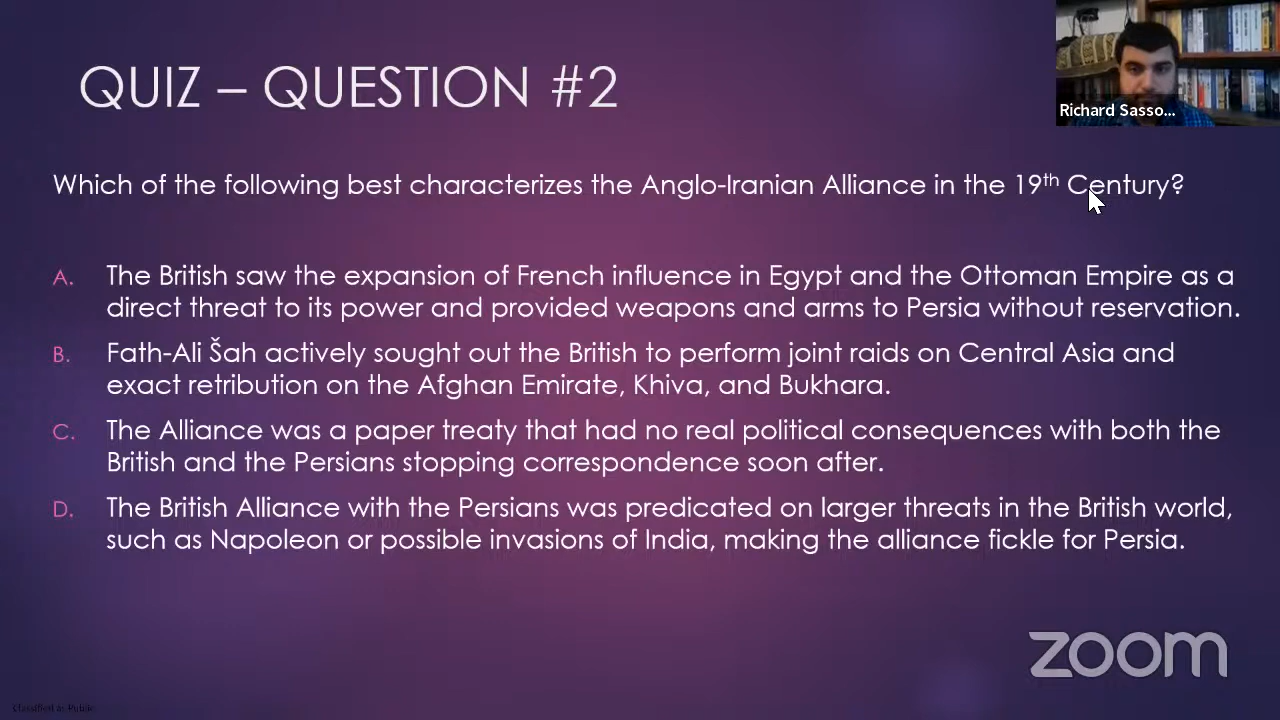 QUIZ – QUESTION #2
Richard Sasso...
Which of the following best characterizes the Anglo-Iranian Alliance in the 19th Century?
A. The British saw the expansion of French influence in Egypt and the Ottoman Empire as a
direct threat to its power and provided weapons and arms to Persia without reservation.
B. Fath-Ali Šah actively sought out the British to perform joint raids on Central Asia and
exact retribution on the Afghan Emirate, Khiva, and Bukhara.
C. The Alliance was a paper treaty that had no real political consequences with both the
British and the Persians stopping correspondence soon after.
D. The British Alliance with the Persians was predicated on larger threats in the British world,
such as Napoleon or possible invasions of India, making the alliance fickle for Persia.
zoom
Classified as Public